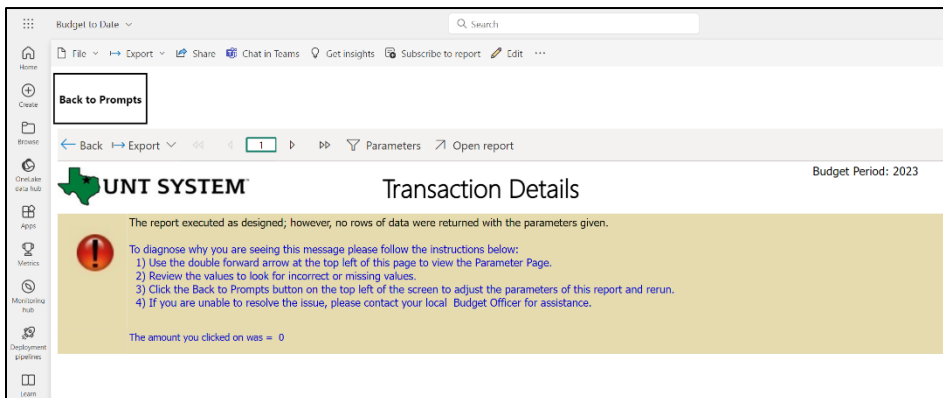 Budget to Date
Search
File Export Share Chat in Teams Get insights Subscribe to report Edit ...
Home
Create
Browse
OneLake data hub
Apps
Metrics
Monitoring hub
Deployment pipelines
Learn
Back to Prompts
Back Export 1 Parameters Open report
UNT SYSTEM
Transaction Details
Budget Period: 2023
The report executed as designed; however, no rows of data were returned with the parameters given.
To diagnose why you are seeing this message please follow the instructions below:
1) Use the double forward arrow at the top left of this page to view the Parameter Page.
2) Review the values to look for incorrect or missing values.
3) Click the Back to Prompts button on the top left of the screen to adjust the parameters of this report and rerun.
4) If you are unable to resolve the issue, please contact your local Budget Officer for assistance.
The amount you clicked on was = 0